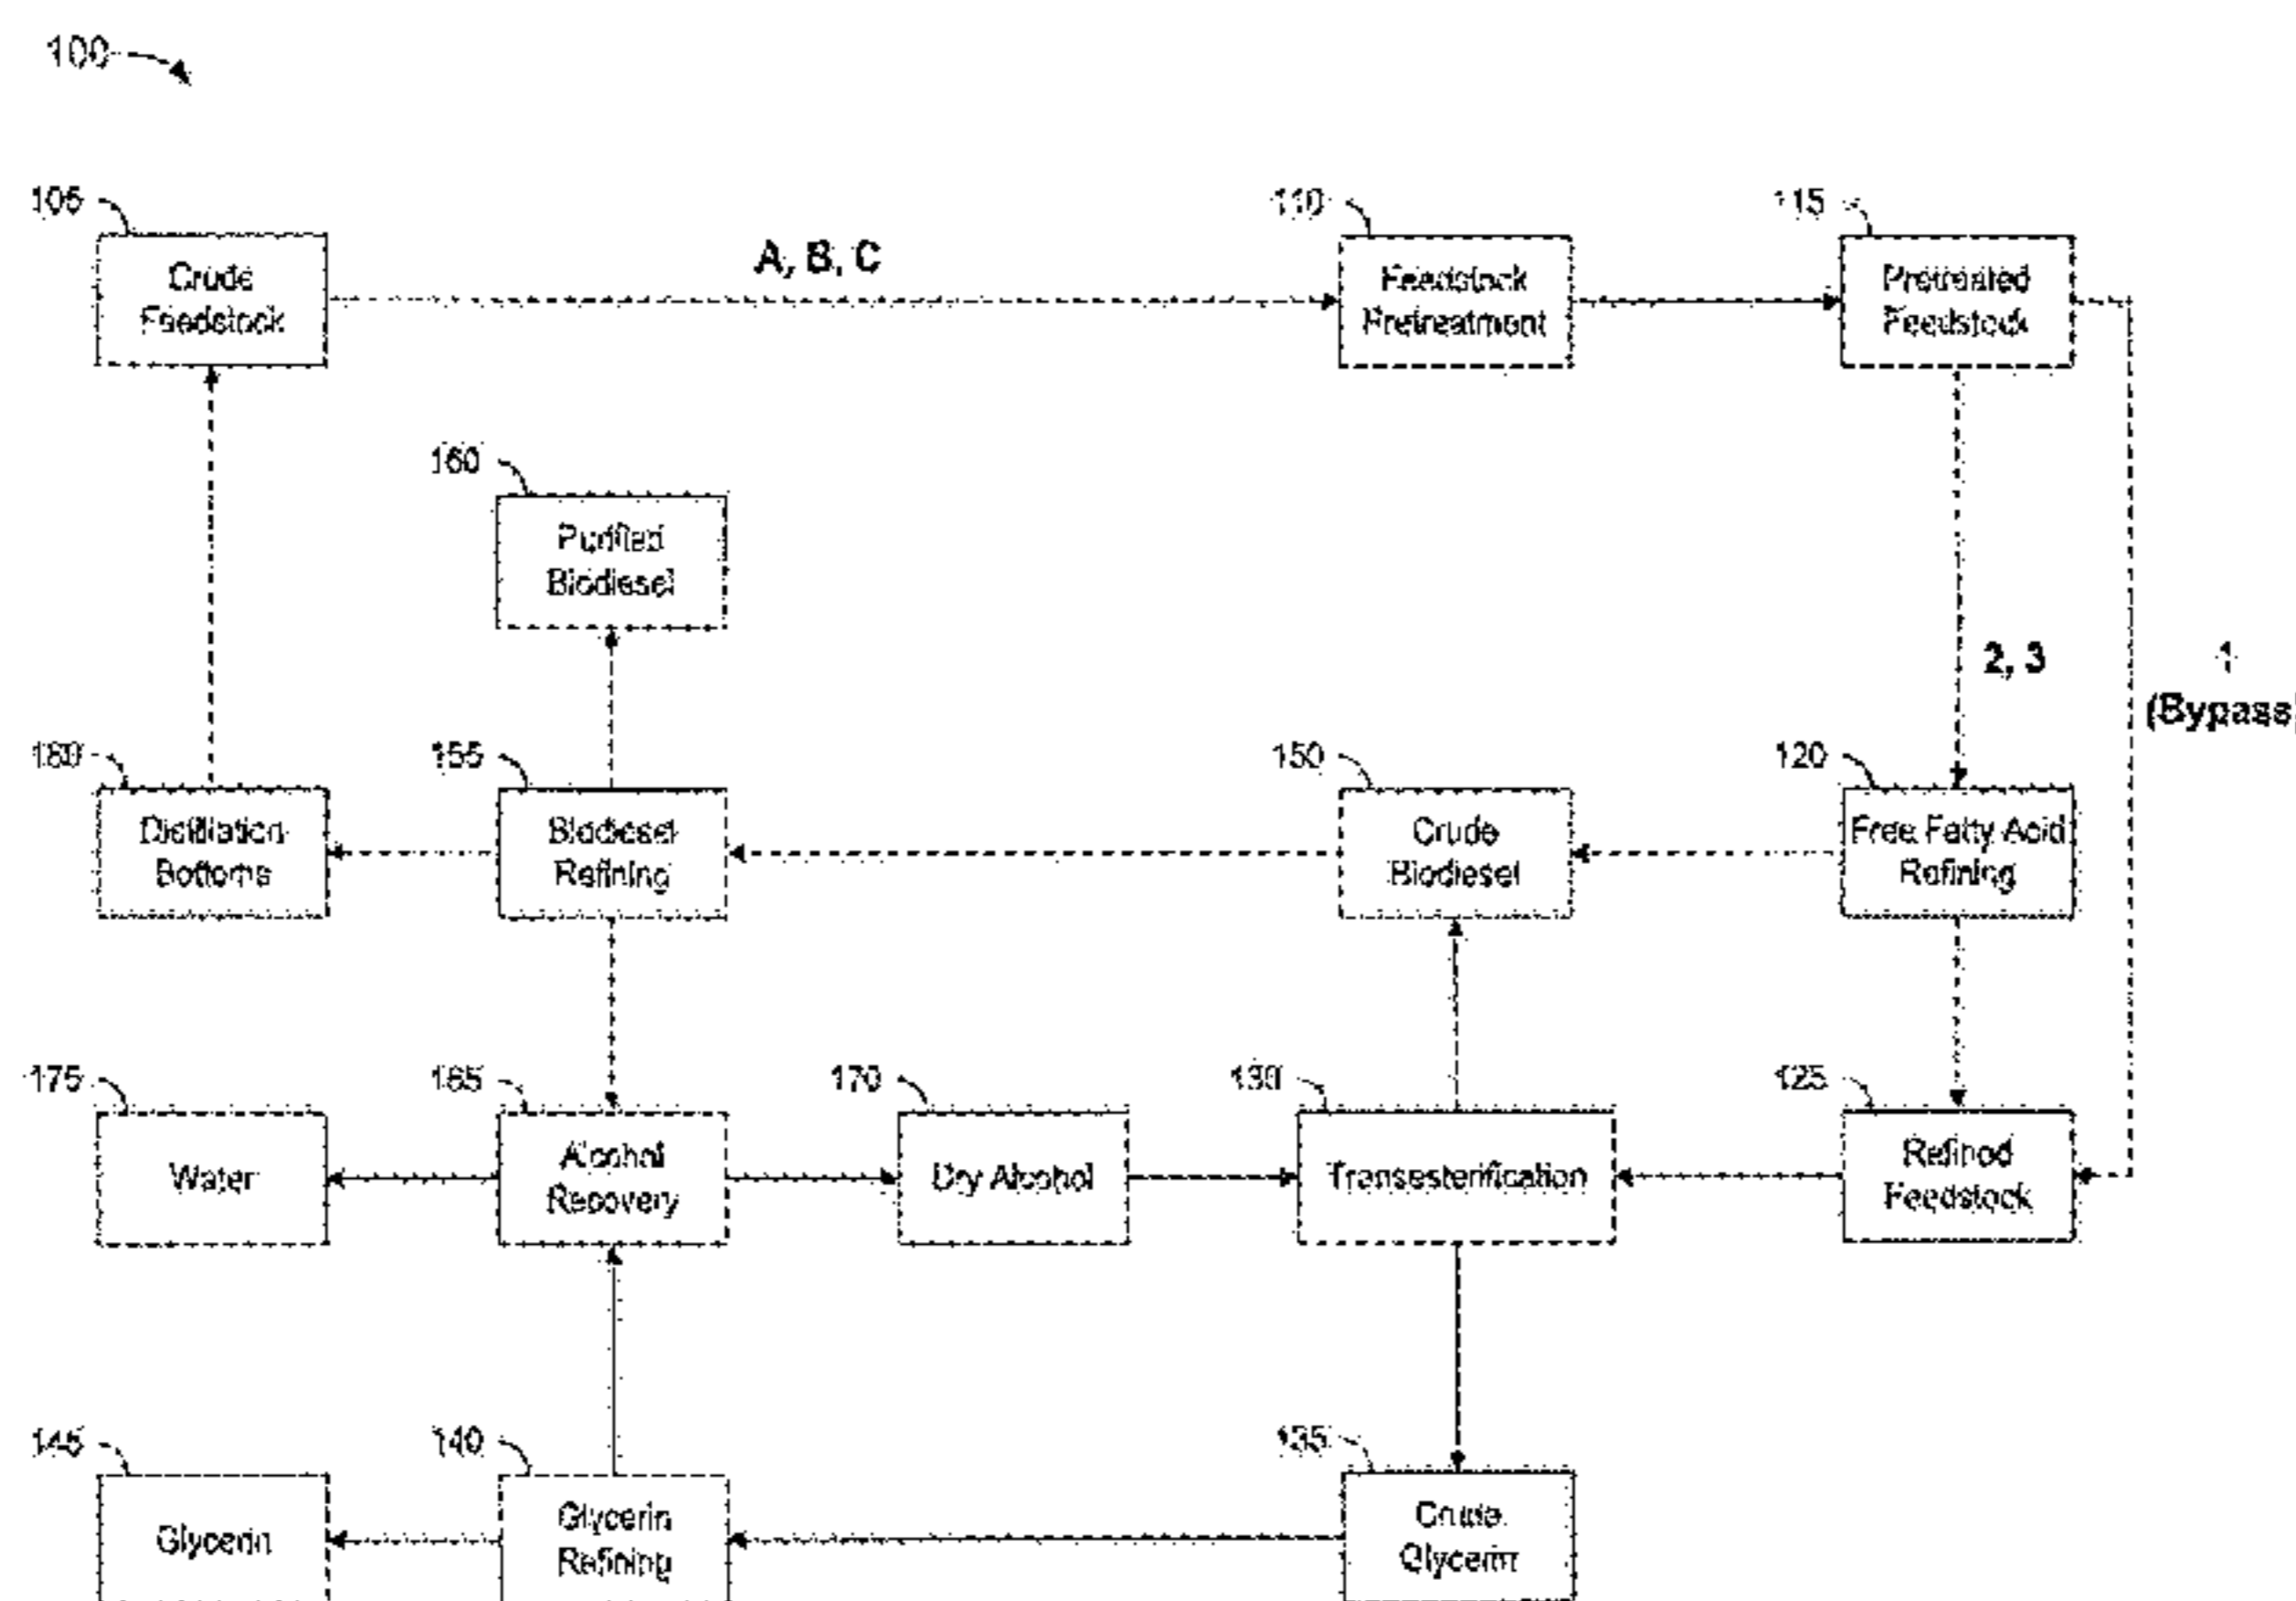 100
105
110
115
Crude
Feedstock
A, B, C
Feedstock
Pretreatment
Pretreated
Feedstock
160
Purified
Biodiesel
2, 3
1
(Bypass
180
155
150
120
Distillation
Bottoms
Biodiesel
Refining
Crude
Biodiesel
Free Fatty Acid
Refining
175
165
170
130
125
Water
Alcohol
Recovery
Dry Alcohol
Transesterification
Refined
Feedstock
145
140
135
Glycerin
Glycerin
Refining
Crude
Glycerin